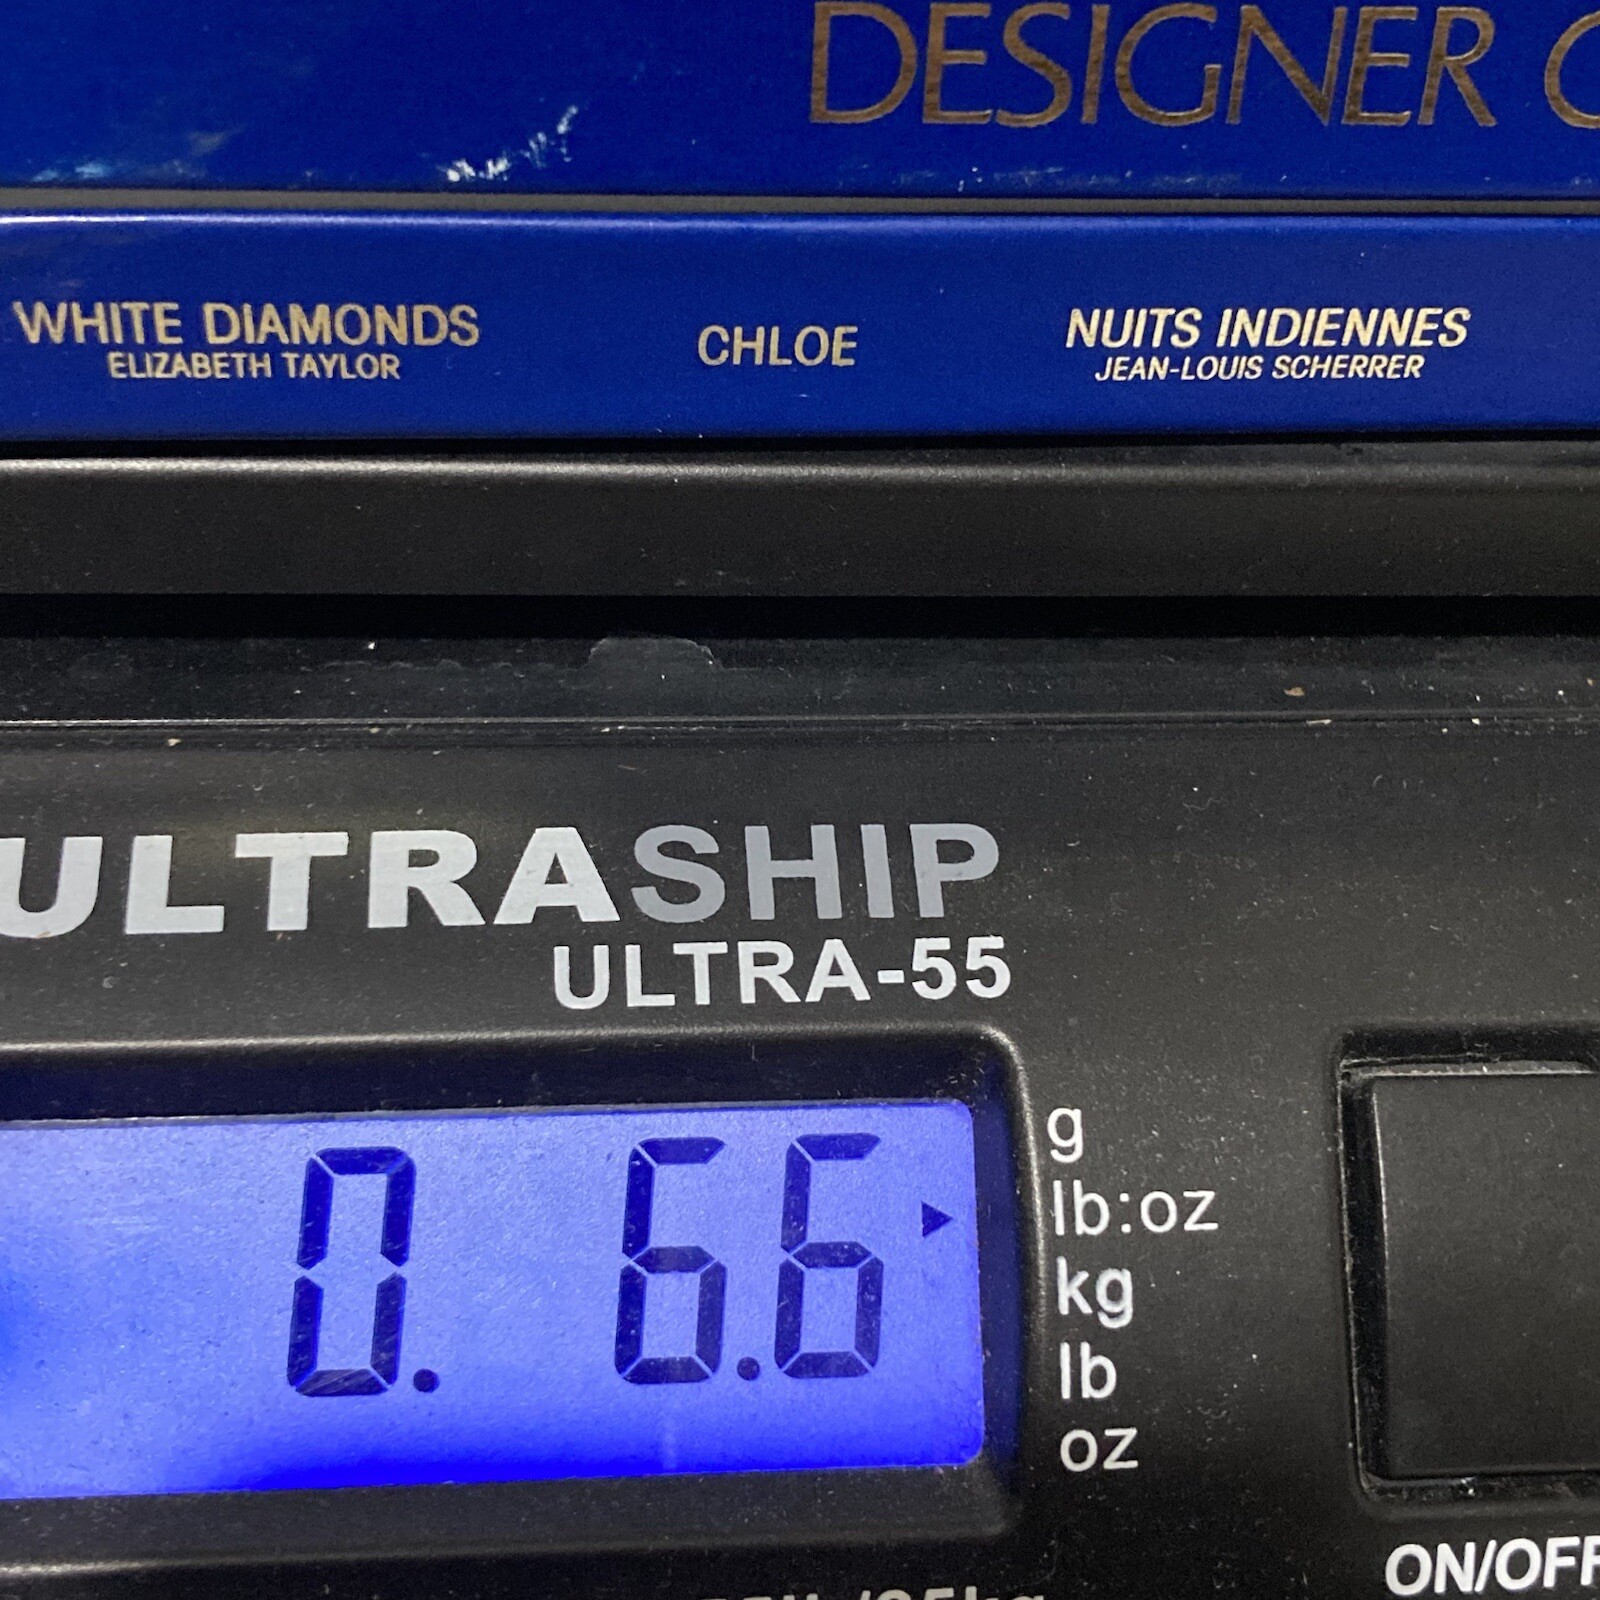 DESIGNER
WHITE DIAMONDS
ELIZABETH TAYLOR
CHLOE
NUITS INDIENNES
JEAN-LOUIS SCHERRER
ULTRASHIP
ULTRA-55
0. 6.6
g
lb:oz
kg
lb
oz
ON/OFF